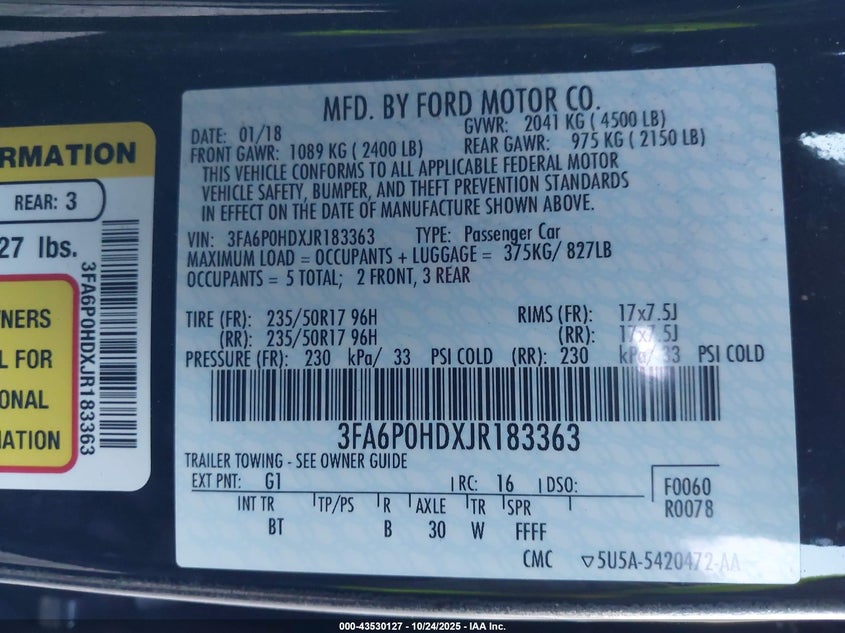 RMATION
REAR: 3
27 lbs.
TNERS
L FOR
ONAL
MATION
3FA6P0HDXJR183363
MFD. BY FORD MOTOR CO.
DATE: 01/18 GVWR: 2041 KG ( 4500 LB)
FRONT GAWR: 1089 KG ( 2400 LB) REAR GAWR: 975 KG ( 2150 LB)
THIS VEHICLE CONFORMS TO ALL APPLICABLE FEDERAL MOTOR
VEHICLE SAFETY, BUMPER, AND THEFT PREVENTION STANDARDS
IN EFFECT ON THE DATE OF MANUFACTURE SHOWN ABOVE.
VIN: 3FA6P0HDXJR183363 TYPE: Passenger Car
MAXIMUM LOAD = OCCUPANTS + LUGGAGE = 375KG/ 827LB
OCCUPANTS = 5 TOTAL; 2 FRONT, 3 REAR
TIRE (FR): 235/50R17 96H RIMS (FR): 17x7.5J
(RR): 235/50R17 96H (RR): 17x7.5J
PRESSURE (FR): 230 kPa/ 33 PSI COLD (RR): 230 kPa/ 33 PSI COLD
3FA6P0HDXJR183363
TRAILER TOWING - SEE OWNER GUIDE
EXT PNT: G1 RC: 16 DSO: F0060
R0078
INT TR TP/PS R AXLE TR SPR
BT B 30 W FFFF
CMC ▽5U5A-5420472-AA
000-43530127 - 10/24/2025 - IAA Inc.